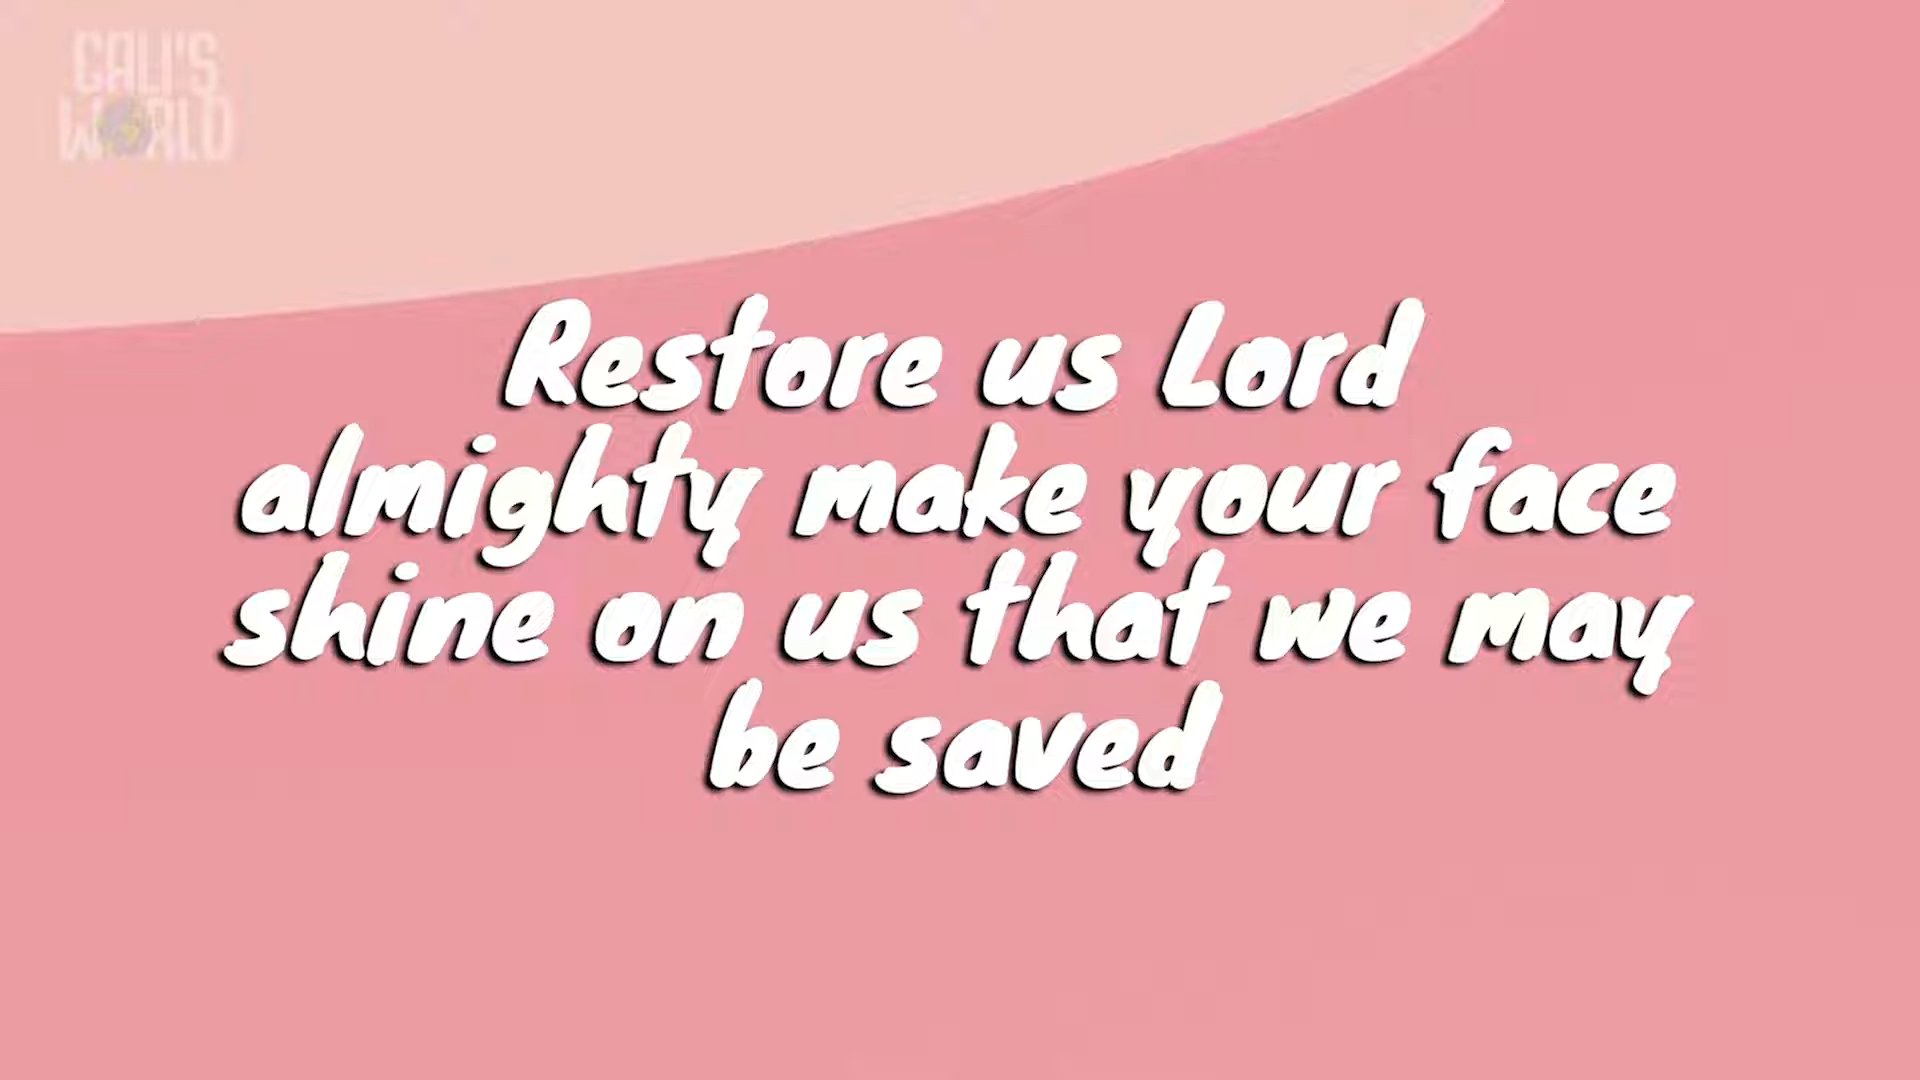 CALI'S
WORLD
Restore us Lord
almighty make your face
shine on us that we may
be saved